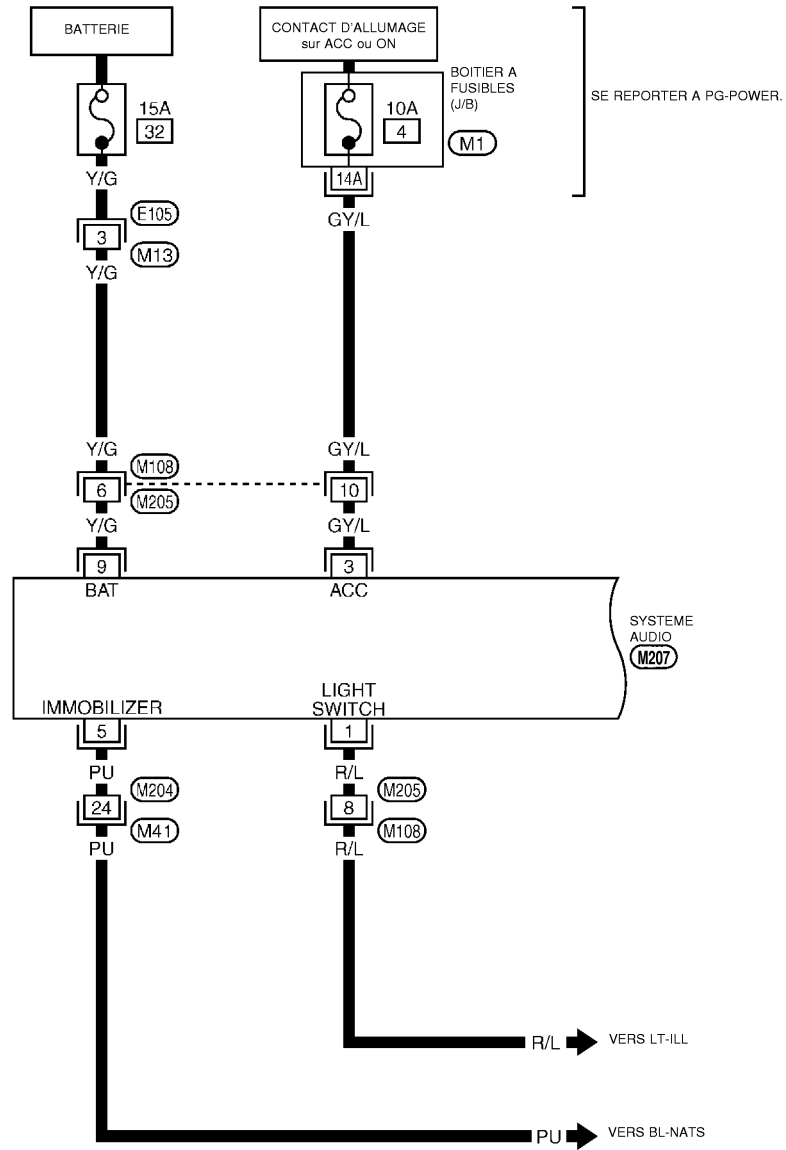 BATTERIE
CONTACT D'ALLUMAGE
sur ACC ou ON
BOITIER A
FUSIBLES
(J/B)
SE REPORTER A PG-POWER.
15A
32
10A
4
M1
Y/G
14A
E105
GY/L
3
M13
Y/G
Y/G
GY/L
M108
6
10
M205
Y/G
GY/L
9
3
BAT
ACC
SYSTEME
AUDIO
M207
IMMOBILIZER
LIGHT
SWITCH
5
1
PU
R/L
M204
M205
24
8
M41
M108
PU
R/L
R/L
VERS LT-ILL
PU
VERS BL-NATS